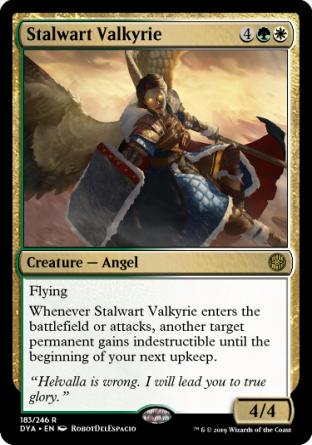 Stalwart Valkyrie 4
Creature — Angel
Flying
Whenever Stalwart Valkyrie enters the
battlefield or attacks, another target
permanent gains indestructible until the
beginning of your next upkeep.
“Helvalla is wrong. I will lead you to true
glory.”
4/4
183/246 R
DYA • EN RobotDelEspacio
™ & © 2019 Wizards of the Coast